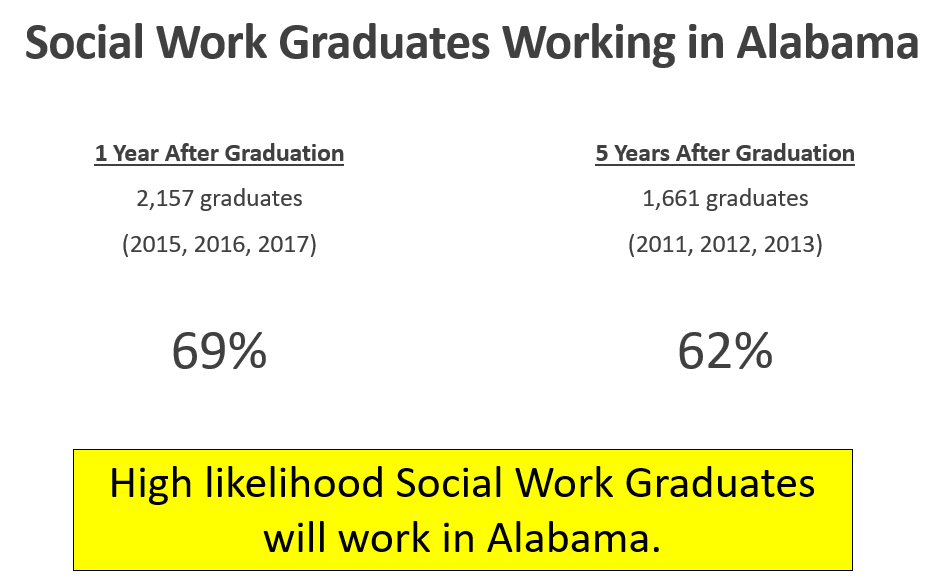 Social Work Graduates Working in Alabama
1 Year After Graduation
2,157 graduates
(2015, 2016, 2017)
69%
5 Years After Graduation
1,661 graduates
(2011, 2012, 2013)
62%
High likelihood Social Work Graduates
will work in Alabama.